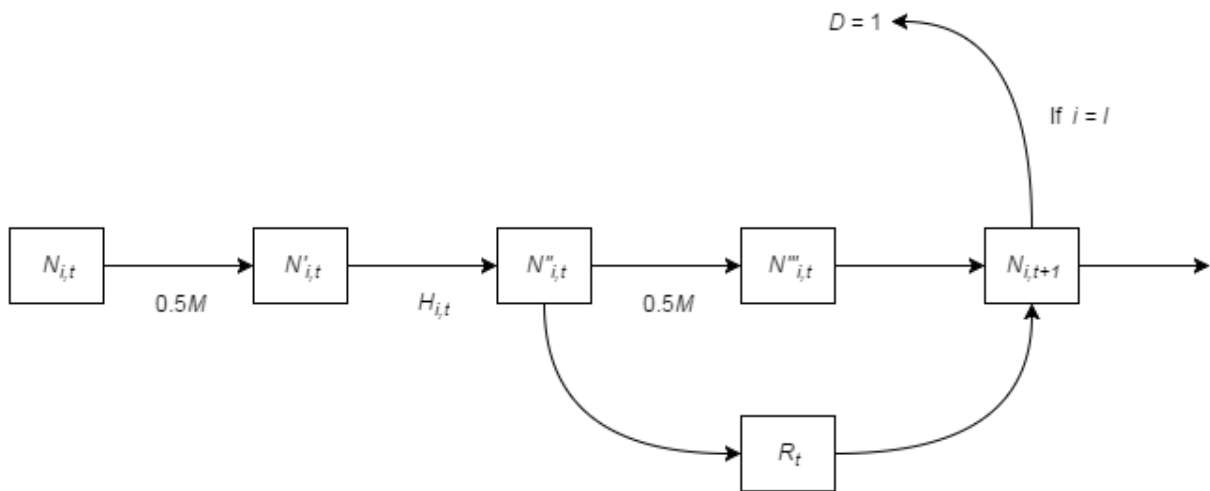 D = 1
If i = I
N_{i,t}
0.5M
N'_{i,t}
H_{i,t}
N''_{i,t}
0.5M
N'''_{i,t}
N_{i,t+1}
R_t